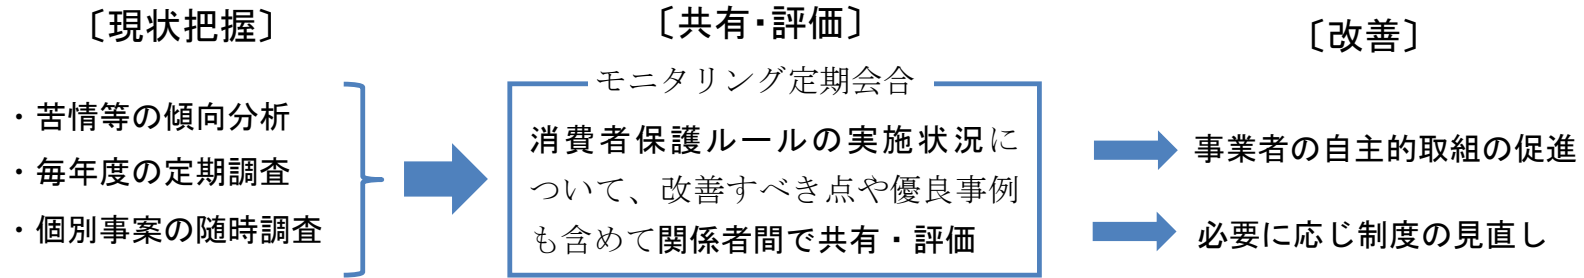 〔現状把握〕
・苦情等の傾向分析
・毎年度の定期調査
・個別事案の随時調査
〔共有・評価〕
モニタリング定期会合
消費者保護ルールの実施状況に
ついて、改善すべき点や優良事例
も含めて関係者間で共有・評価
〔改善〕
事業者の自主的取組の促進
必要に応じ制度の見直し